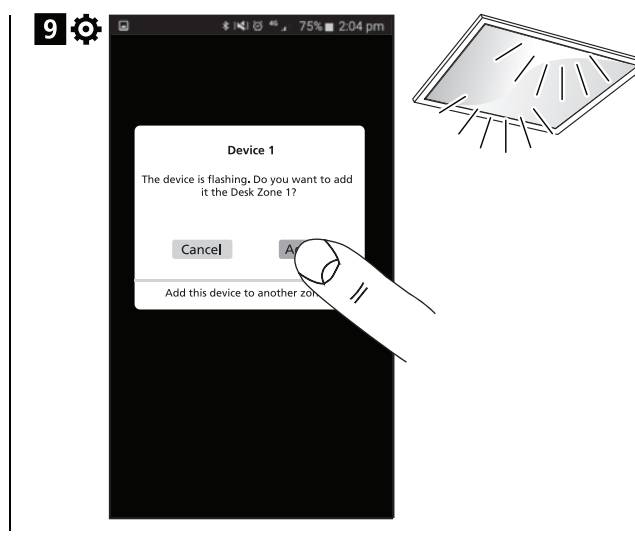 9
4G 75% 2:04 pm
Device 1
The device is flashing. Do you want to add
it the Desk Zone 1?
Cancel
Add this device to another